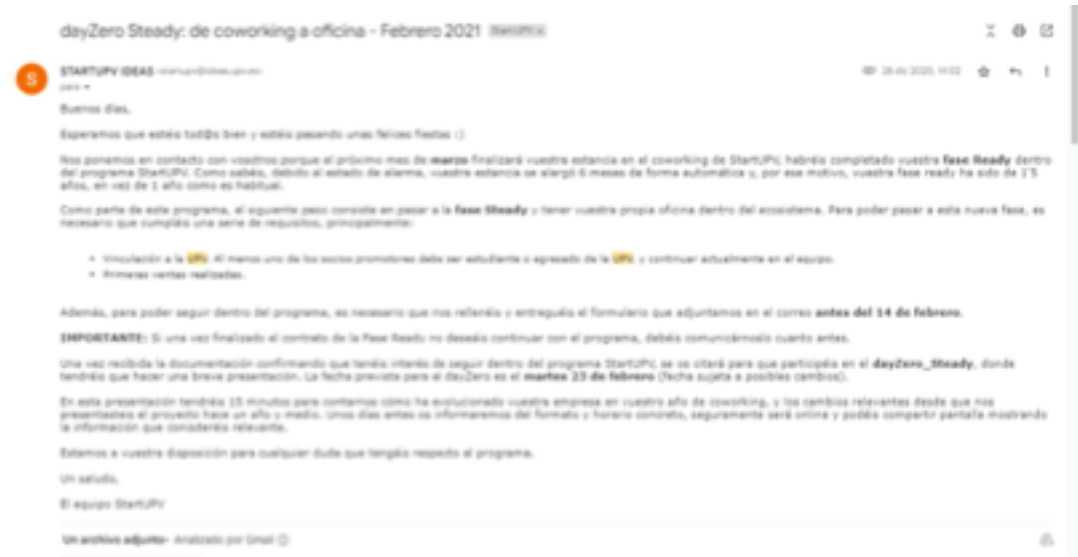 dayZero Steady: de coworking a oficina - Febrero 2021 StartUPV x
S
STARTUPV IDEAS <startup@ideas.upv.es>
28 dic 2020, 14:02
para
Buenos días,
Esperamos que estéis tod@s bien y estéis pasando unas felices fiestas :)
Nos ponemos en contacto con vosotros porque el próximo mes de marzo finalizará vuestra estancia en el coworking de StartUPV, habréis completado vuestra fase Ready dentro
del programa StartUPV. Como sabéis, debido al estado de alarma, vuestra estancia se alargó 6 meses de forma automática y, por ese motivo, vuestra fase ready ha sido de 1'5
años, en vez de 1 año como es habitual.
Como parte de este programa, el siguiente paso consiste en pasar a la fase Steady y tener vuestra propia oficina dentro del ecosistema. Para poder pasar a esta nueva fase, es
necesario que cumpláis una serie de requisitos, principalmente:
• Vinculación a la UPV. Al menos uno de los socios promotores debe ser estudiante o egresado de la UPV, y continuar actualmente en el equipo.
• Primeras ventas realizadas.
Además, para poder seguir dentro del programa, es necesario que nos rellenéis y entreguéis el formulario que adjuntamos en el correo antes del 14 de febrero.
IMPORTANTE: Si una vez finalizado el contrato de la Fase Ready no deseáis continuar con el programa, debéis comunicárnoslo cuanto antes.
Una vez recibida la documentación confirmando que tenéis interés de seguir dentro del programa StartUPV, se os citará para que participéis en el dayZero_Steady, donde
tendréis que hacer una breve presentación. La fecha prevista para el dayZero es el martes 23 de febrero (fecha sujeta a posibles cambios).
En esta presentación tendréis 15 minutos para contarnos cómo ha evolucionado vuestra empresa en vuestro año de coworking, y los cambios relevantes desde que nos
presentasteis el proyecto hace un año y medio. Unos días antes os informaremos del formato y horario concreto, seguramente será online y podéis compartir pantalla mostrando
la información que consideréis relevante.
Estamos a vuestra disposición para cualquier duda que tengáis respecto al programa.
Un saludo,
El equipo StartUPV
Un archivo adjunto- Analizado por Gmail